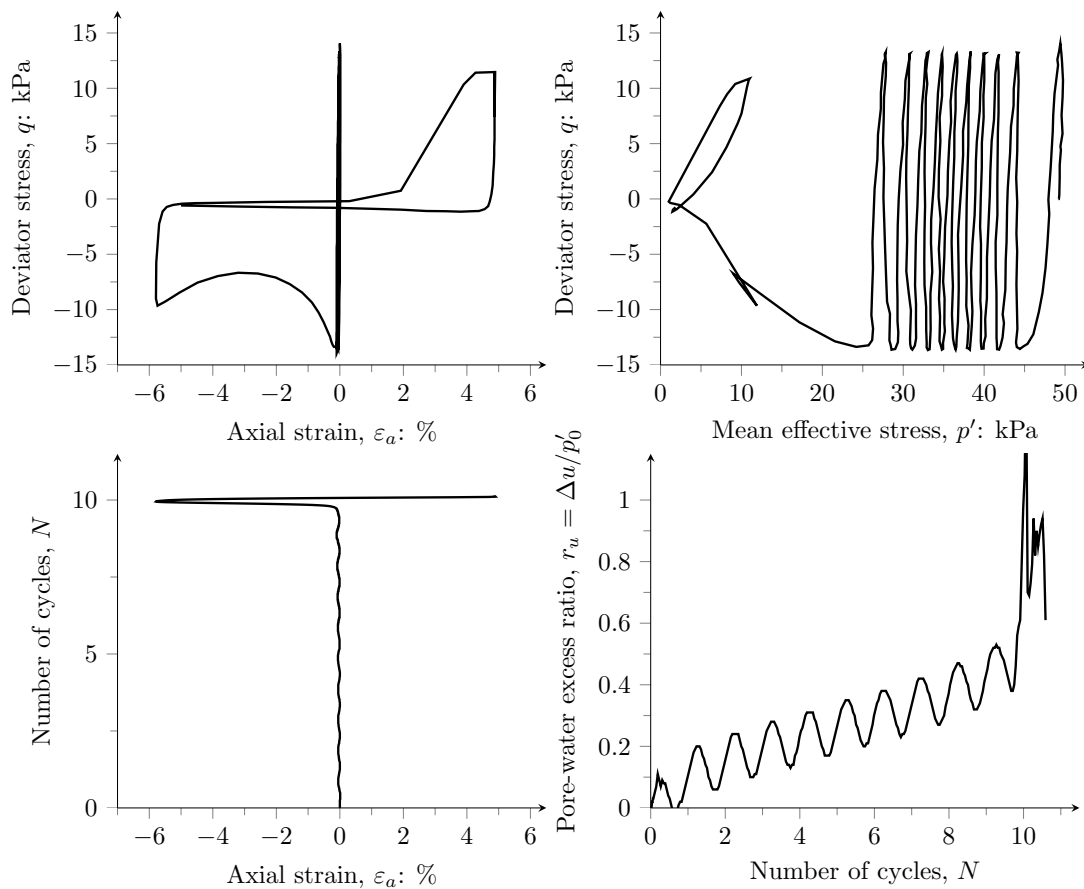 Deviator stress, q: kPa
15
10
5
0
−5
−10
−15
−6 −4 −2 0 2 4 6
Axial strain, εa: %
Deviator stress, q: kPa
15
10
5
0
−5
−10
−15
0 10 20 30 40 50
Mean effective stress, p′: kPa
Number of cycles, N
10
5
0
−6 −4 −2 0 2 4 6
Axial strain, εa: %
Pore-water excess ratio, ru = Δu/p′0
1
0.8
0.6
0.4
0.2
0
0 2 4 6 8 10
Number of cycles, N